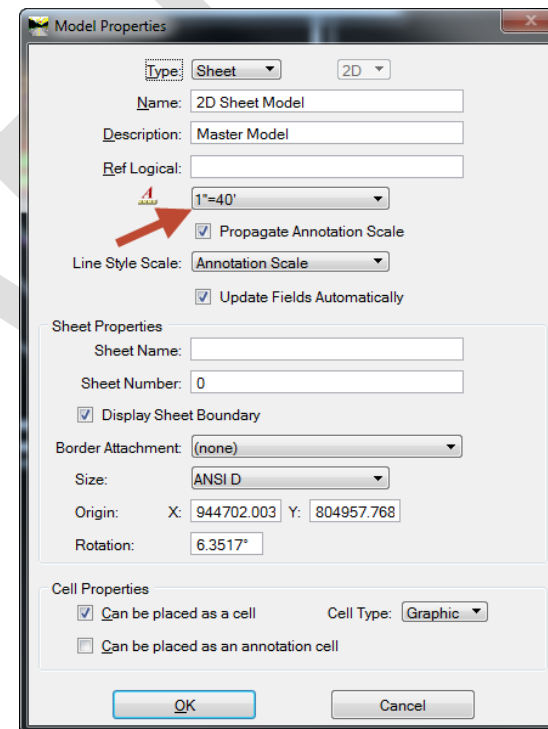 Model Properties
Type: Sheet 2D
Name: 2D Sheet Model
Description: Master Model
Ref Logical:
A 1"=40'
Propagate Annotation Scale
Line Style Scale: Annotation Scale
Update Fields Automatically
Sheet Properties
Sheet Name:
Sheet Number: 0
Display Sheet Boundary
Border Attachment: (none)
Size: ANSI D
Origin: X: 944702.003 Y: 804957.768
Rotation: 6.3517°
Cell Properties
Can be placed as a cell Cell Type: Graphic
Can be placed as an annotation cell
OK Cancel